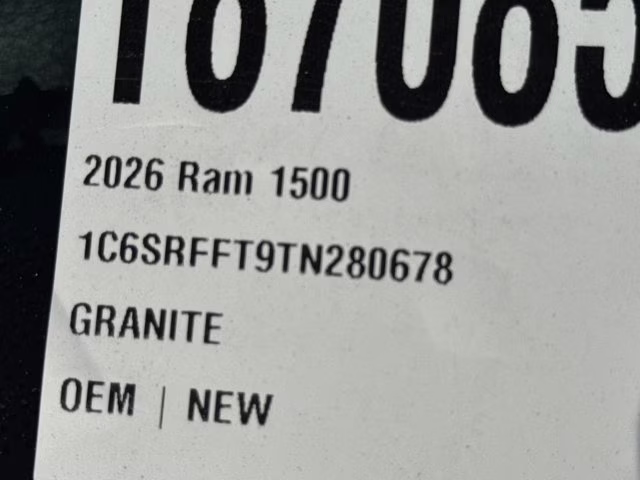 2026 Ram 1500
1C6SRFFT9TN280678
GRANITE
OEM | NEW